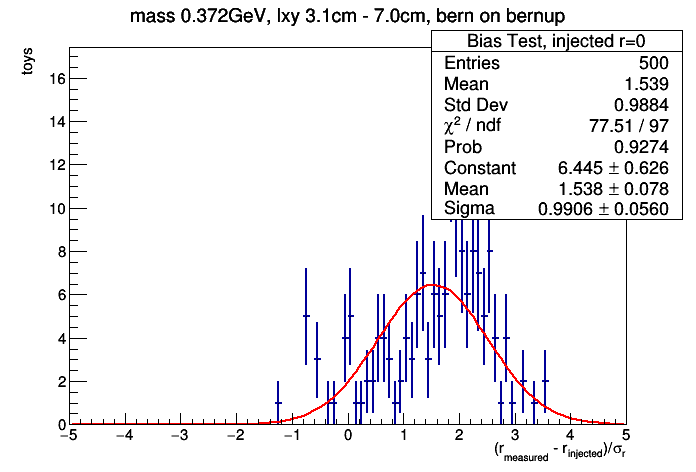 mass 0.372GeV, lxy 3.1cm - 7.0cm, bern on bernup
Bias Test, injected r=0
Entries 500
Mean 1.539
Std Dev 0.9884
χ² / ndf 77.51 / 97
Prob 0.9274
Constant 6.445 ± 0.626
Mean 1.538 ± 0.078
Sigma 0.9906 ± 0.0560
toys
16
14
12
10
8
6
4
2
0
−5 −4 −3 −2 −1 0 1 2 3 4 5
(r_measured - r_injected)/σ_r